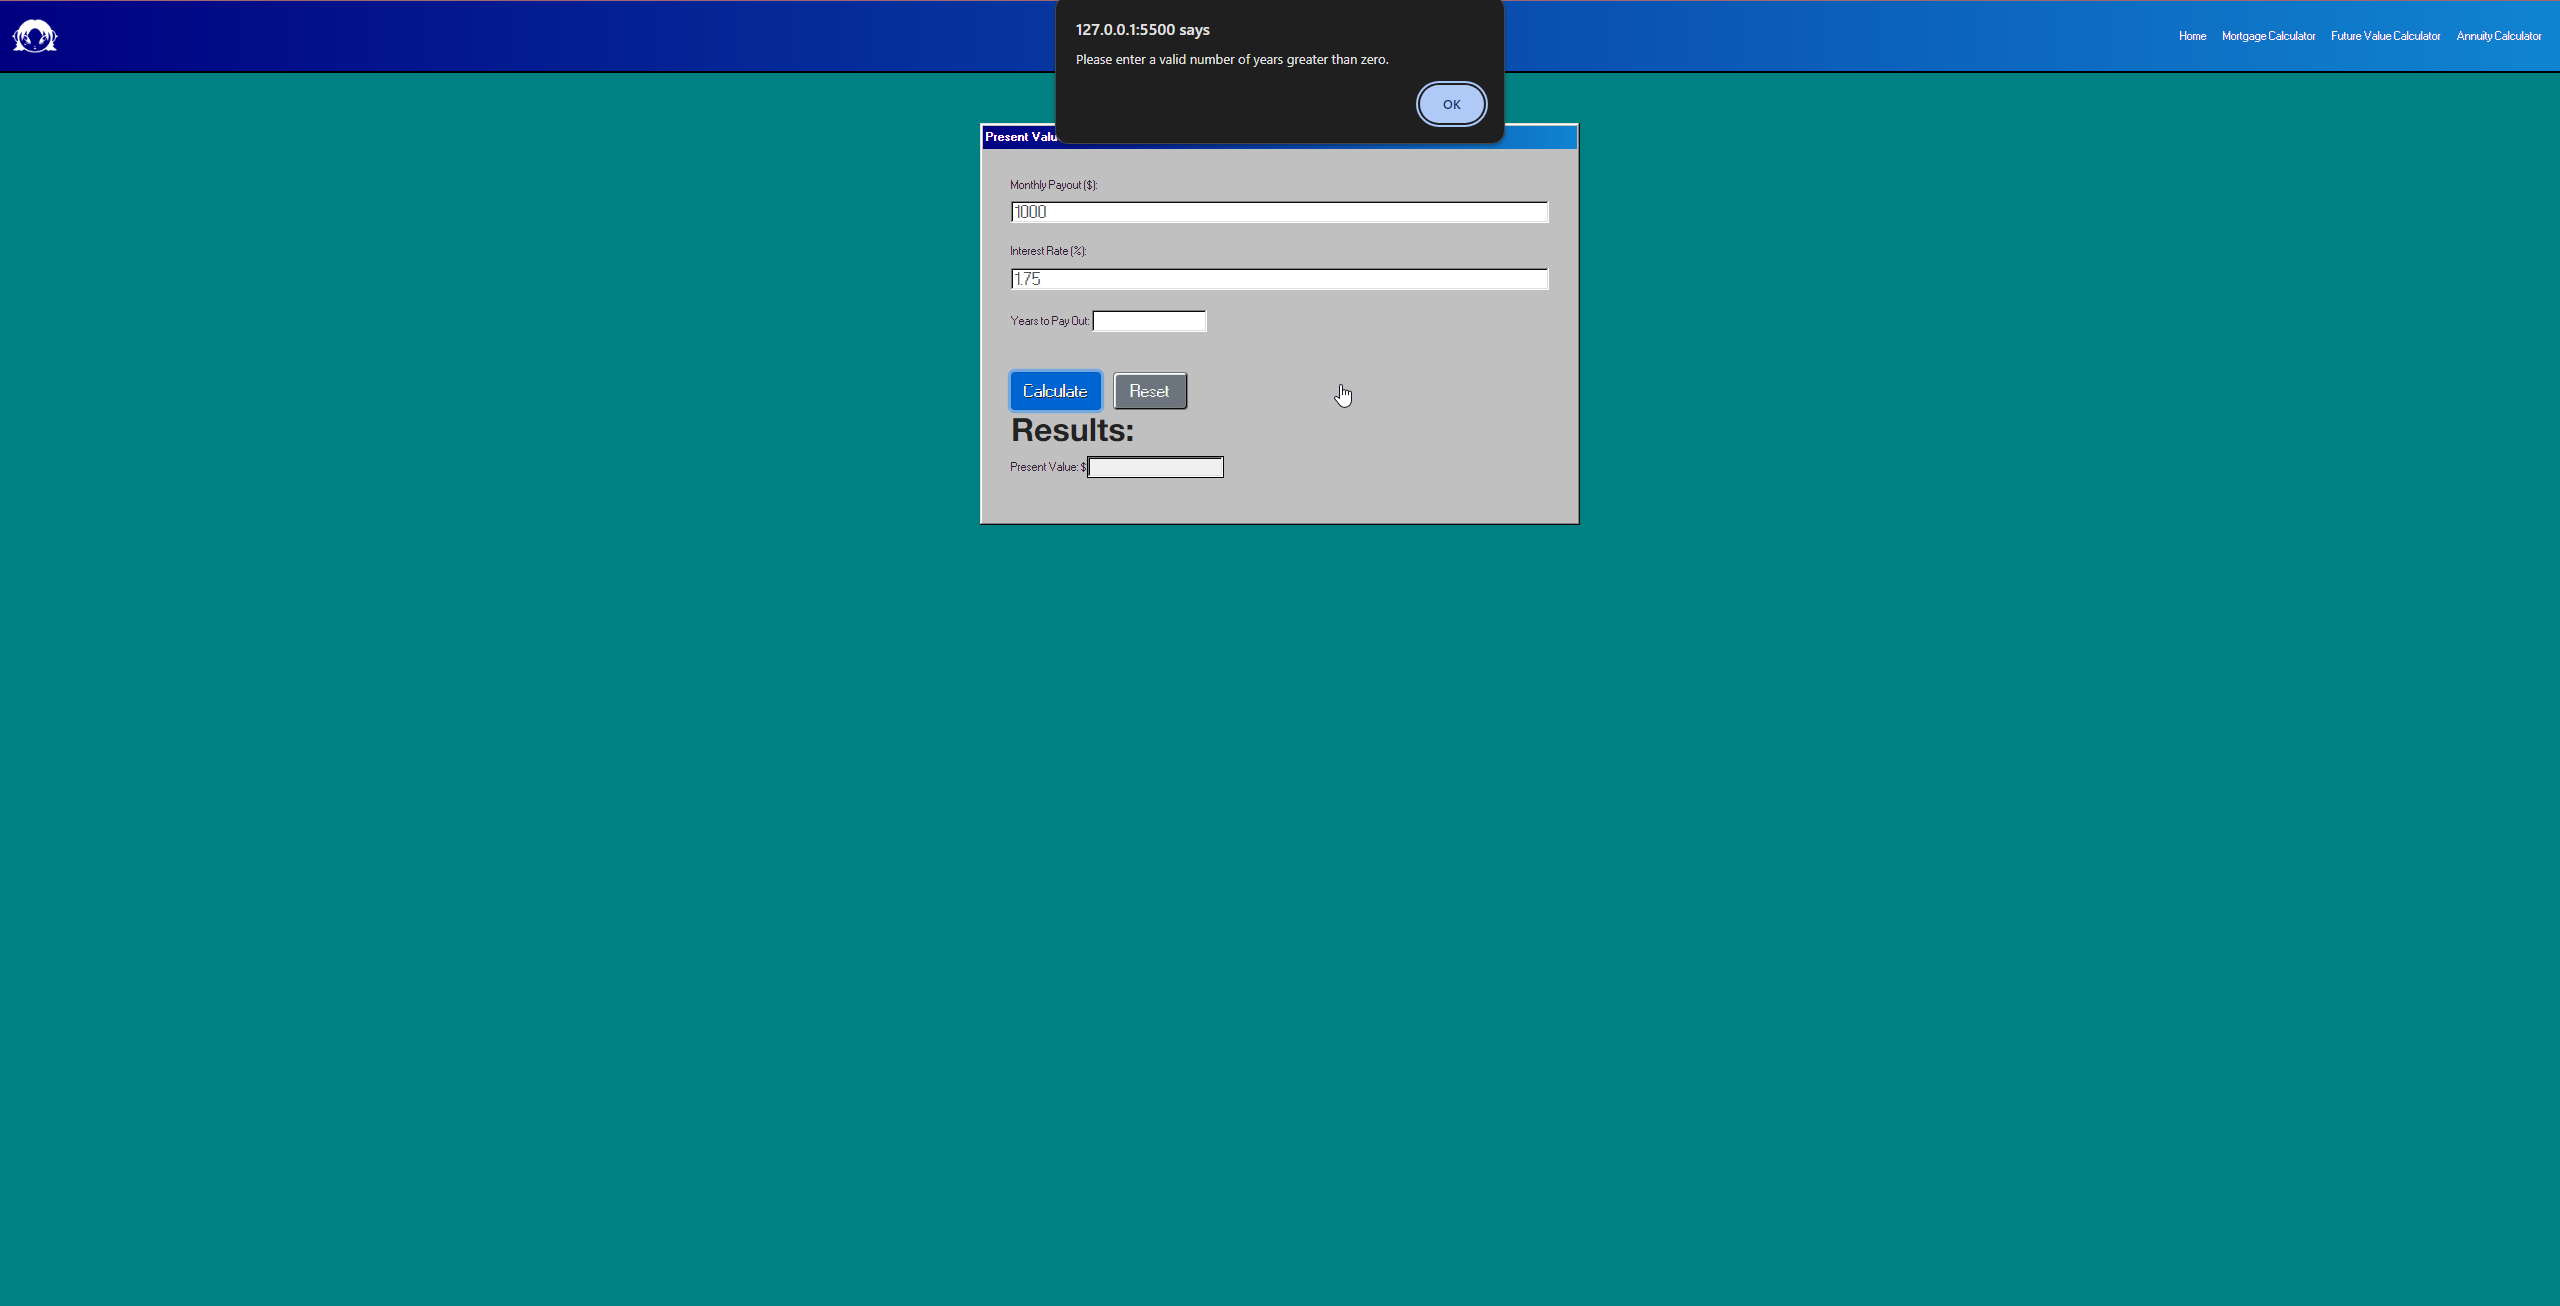 127.0.0.1:5500 says
Please enter a valid number of years greater than zero.
OK
Home Mortgage Calculator Future Value Calculator Annuity Calculator
Present Valu
Monthly Payout ($):
1000
Interest Rate (%):
1.75
Years to Pay Out:
Calculate Reset
Results:
Present Value: $